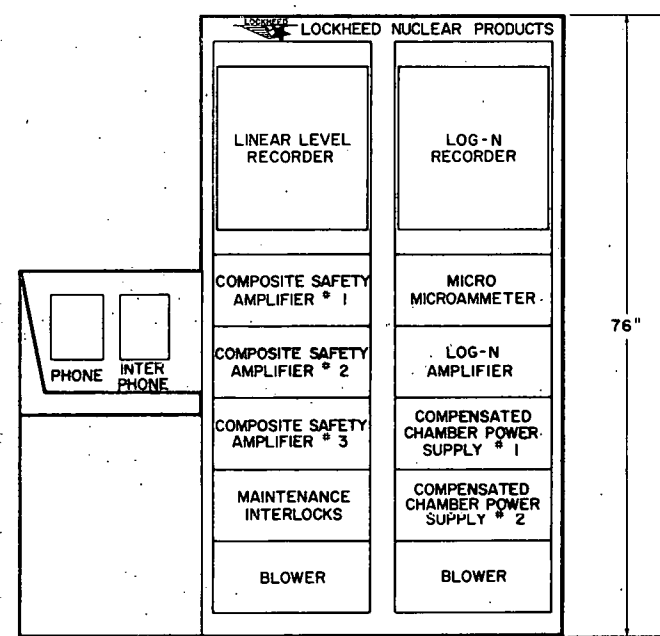 LOCKHEED
LOCKHEED NUCLEAR PRODUCTS
LINEAR LEVEL
RECORDER
LOG-N
RECORDER
COMPOSITE SAFETY
AMPLIFIER # 1
MICRO
MICROAMMETER
COMPOSITE SAFETY
AMPLIFIER # 2
LOG-N
AMPLIFIER
COMPOSITE SAFETY
AMPLIFIER # 3
COMPENSATED
CHAMBER POWER
SUPPLY # 1
MAINTENANCE
INTERLOCKS
COMPENSATED
CHAMBER POWER
SUPPLY # 2
BLOWER
BLOWER
PHONE
INTER
PHONE
76"